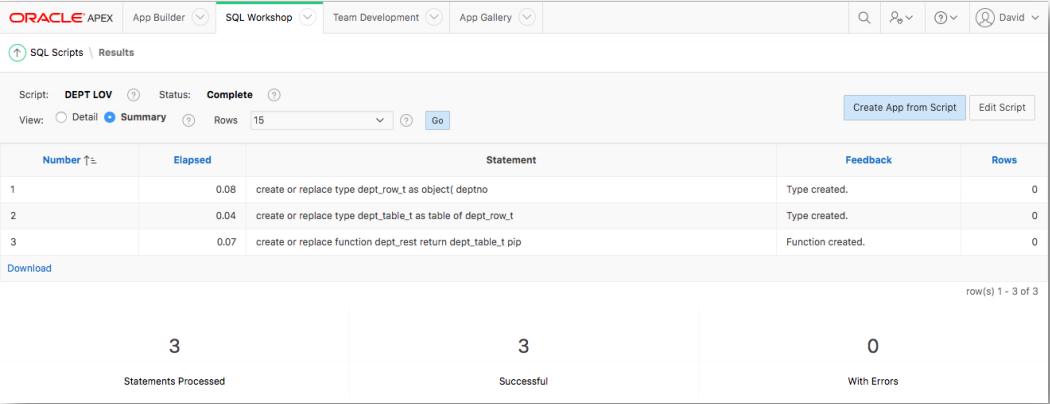 ORACLE APEX App Builder SQL Workshop Team Development App Gallery David
SQL Scripts \ Results
Script: DEPT LOV ? Status: Complete ?
View: Detail Summary ? Rows 15 ? Go Create App from Script Edit Script
Number Elapsed Statement Feedback Rows
1 0.08 create or replace type dept_row_t as object( deptno Type created. 0
2 0.04 create or replace type dept_table_t as table of dept_row_t Type created. 0
3 0.07 create or replace function dept_rest return dept_table_t pip Function created. 0
Download
row(s) 1 - 3 of 3
3 3 0
Statements Processed Successful With Errors